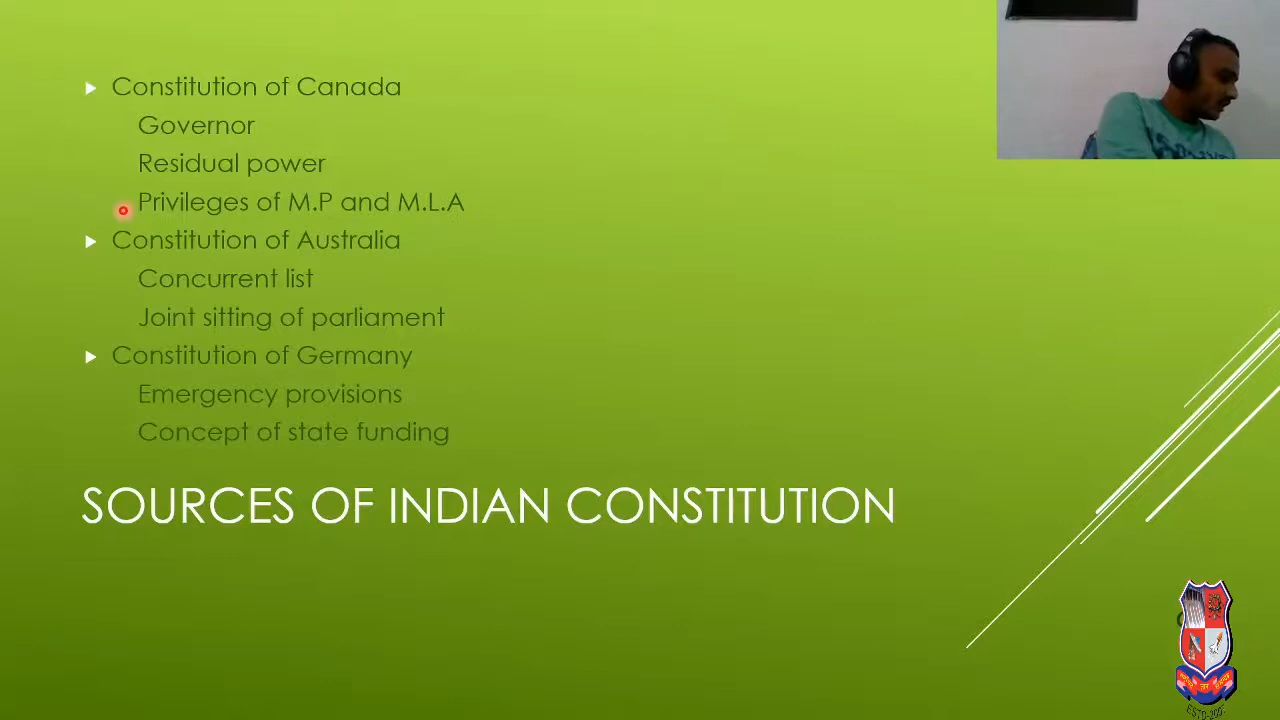 Constitution of Canada
Governor
Residual power
Privileges of M.P and M.L.A
Constitution of Australia
Concurrent list
Joint sitting of parliament
Constitution of Germany
Emergency provisions
Concept of state funding
SOURCES OF INDIAN CONSTITUTION